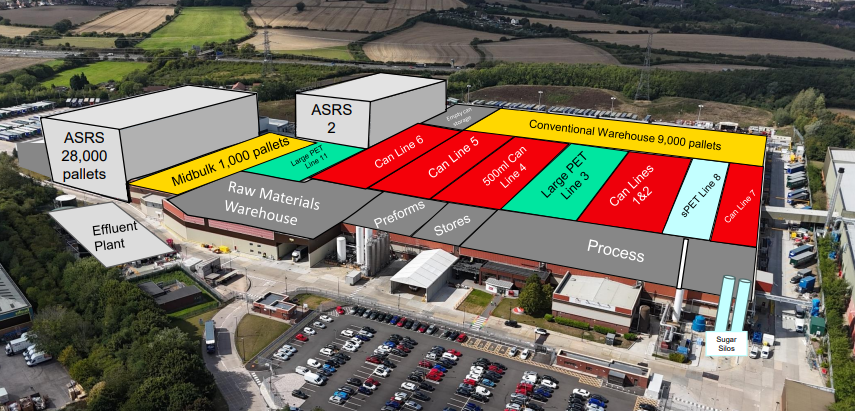 ASRS
28,000
pallets
ASRS
2
Empty can
storage
Conventional Warehouse 9,000 pallets
Midbulk 1,000 pallets
Large PET
Line 11
Can Line 6
Can Line 5
500ml Can
Line 4
Large PET
Line 3
Can Lines
1&2
sPET Line 8
Can Line 7
Raw Materials
Warehouse
Preforms
Stores
Process
Effluent
Plant
Sugar
Silos